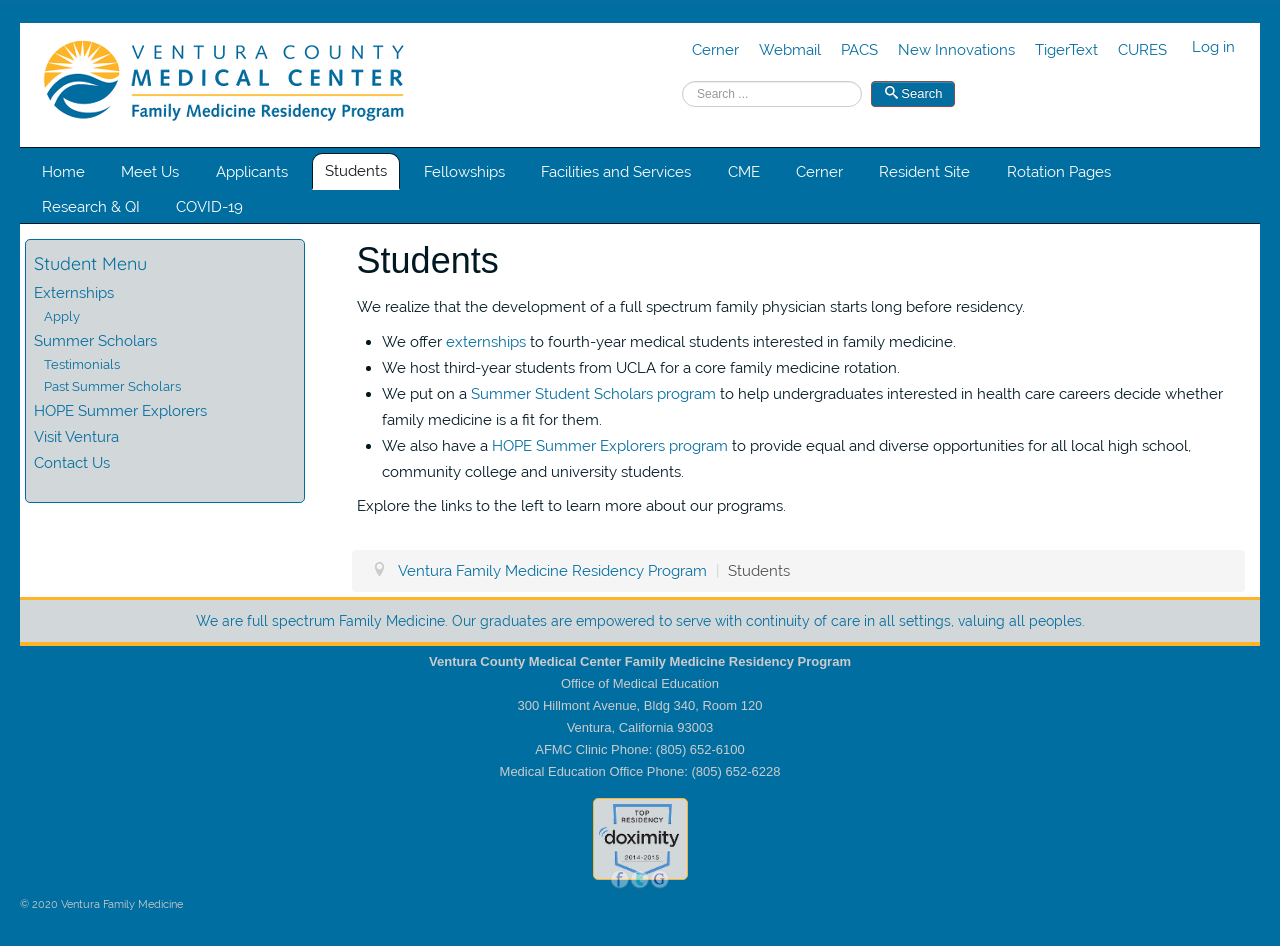 VENTURA COUNTY
MEDICAL CENTER
Family Medicine Residency Program
Cerner Webmail PACS New Innovations TigerText CURES Log in
Search ... Search
Home Meet Us Applicants Students Fellowships Facilities and Services CME Cerner Resident Site Rotation Pages
Research & QI COVID-19
Student Menu
Externships
Apply
Summer Scholars
Testimonials
Past Summer Scholars
HOPE Summer Explorers
Visit Ventura
Contact Us
Students
We realize that the development of a full spectrum family physician starts long before residency.
We offer externships to fourth-year medical students interested in family medicine.
We host third-year students from UCLA for a core family medicine rotation.
We put on a Summer Student Scholars program to help undergraduates interested in health care careers decide whether
family medicine is a fit for them.
We also have a HOPE Summer Explorers program to provide equal and diverse opportunities for all local high school,
community college and university students.
Explore the links to the left to learn more about our programs.
Ventura Family Medicine Residency Program | Students
We are full spectrum Family Medicine. Our graduates are empowered to serve with continuity of care in all settings, valuing all peoples.
Ventura County Medical Center Family Medicine Residency Program
Office of Medical Education
300 Hillmont Avenue, Bldg 340, Room 120
Ventura, California 93003
AFMC Clinic Phone: (805) 652-6100
Medical Education Office Phone: (805) 652-6228
TOP
RESIDENCY
doximity
2014-2015
f t G
© 2020 Ventura Family Medicine